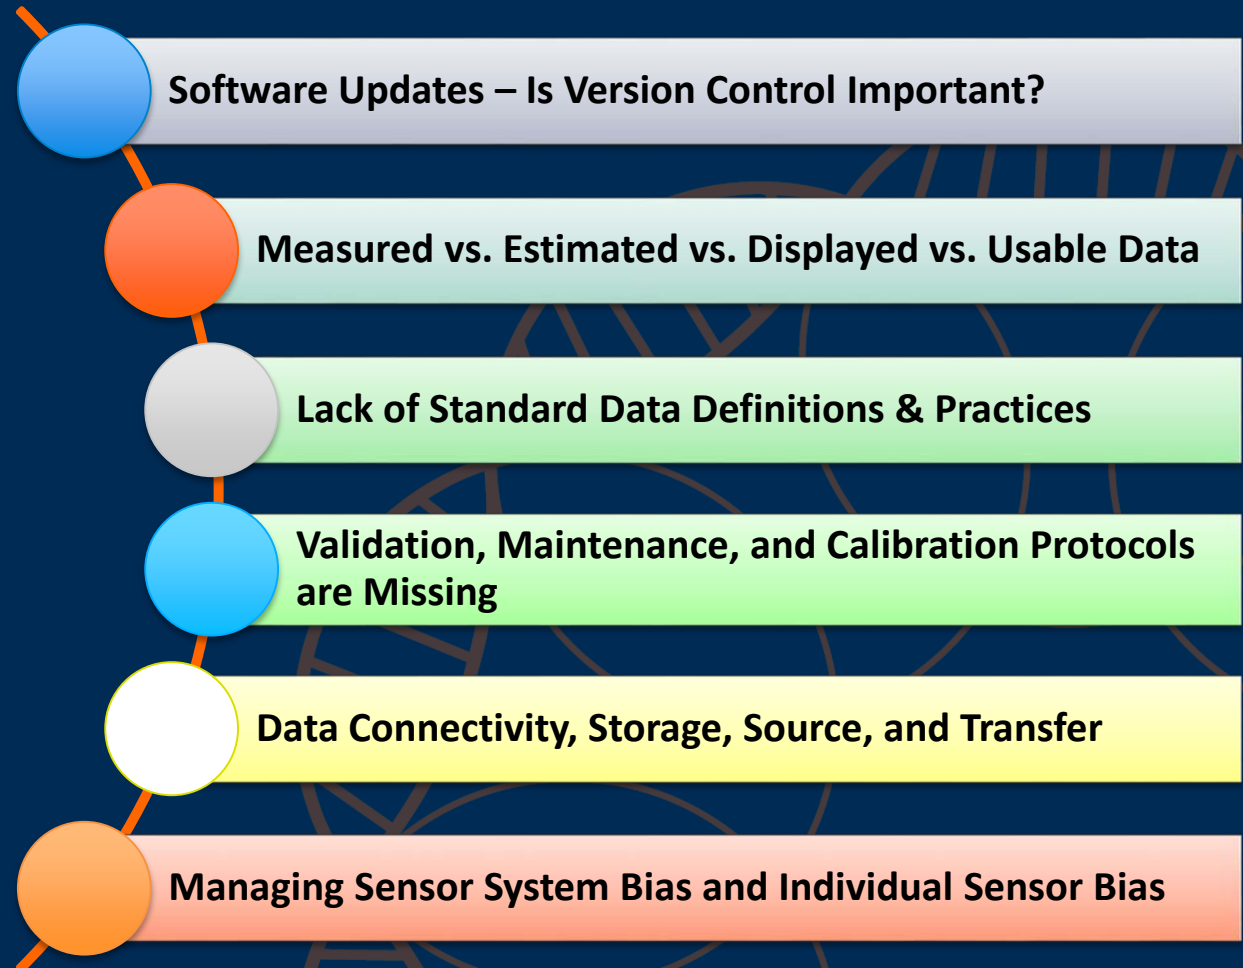 Software Updates – Is Version Control Important?
Measured vs. Estimated vs. Displayed vs. Usable Data
Lack of Standard Data Definitions & Practices
Validation, Maintenance, and Calibration Protocols
are Missing
Data Connectivity, Storage, Source, and Transfer
Managing Sensor System Bias and Individual Sensor Bias